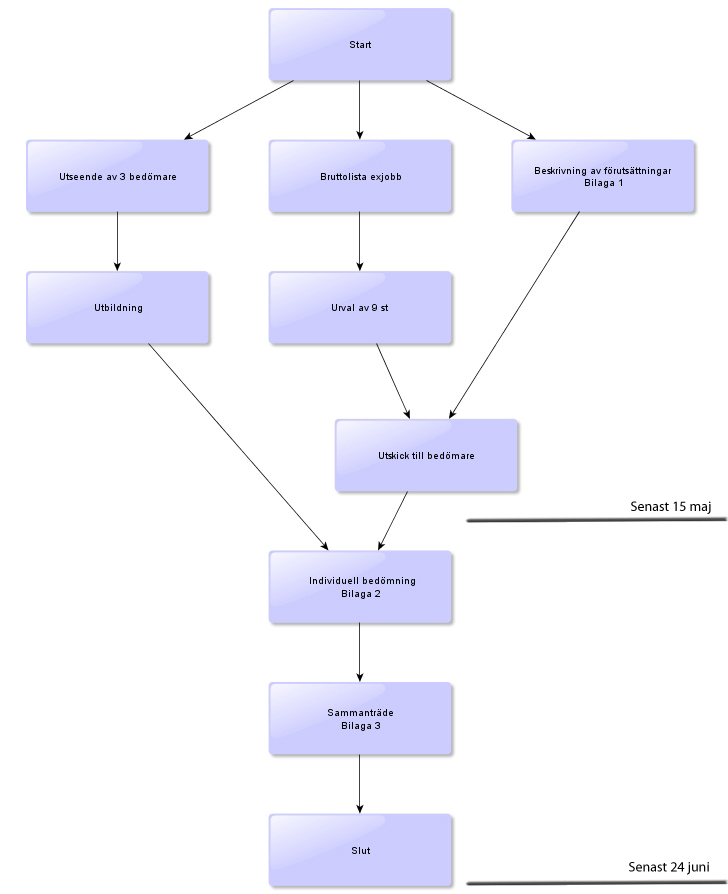 Start
Utseende av 3 bedömare
Bruttolista exjobb
Beskrivning av förutsättningar
Bilaga 1
Utbildning
Urval av 9 st
Utskick till bedömare
Senast 15 maj
Individuell bedömning
Bilaga 2
Sammanträde
Bilaga 3
Slut
Senast 24 juni